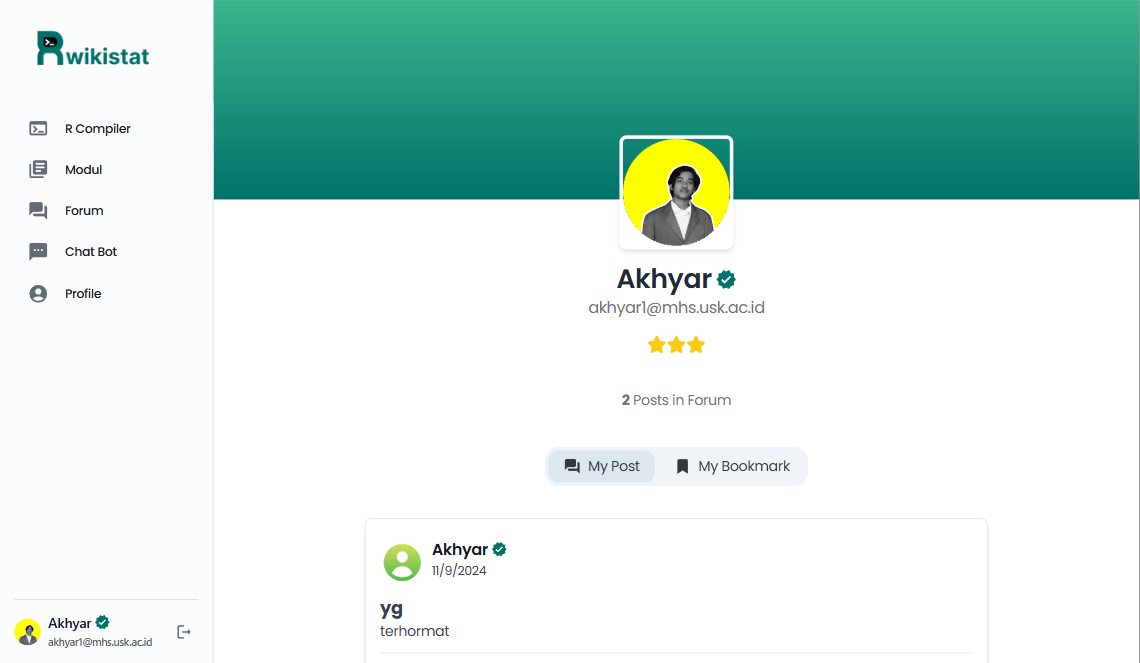 Rwikistat
R Compiler
Modul
Forum
Chat Bot
Profile
Akhyar
akhyar1@mhs.usk.ac.id
2 Posts in Forum
My Post
My Bookmark
Akhyar
11/9/2024
yg
terhormat
Akhyar
akhyar1@mhs.usk.ac.id